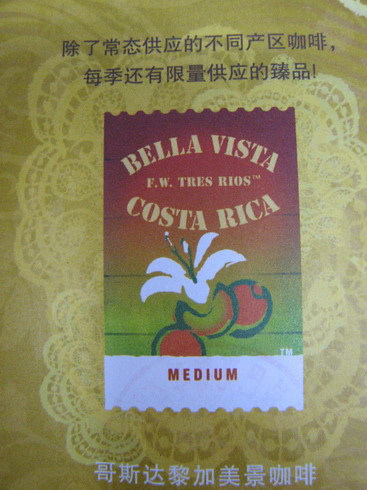 除了常态供应的不同产区咖啡，
每季还有限量供应的臻品!
BELLA VISTA
F.W. TRES RIOS™
COSTA RICA
TM
MEDIUM
哥斯达黎加美景咖啡